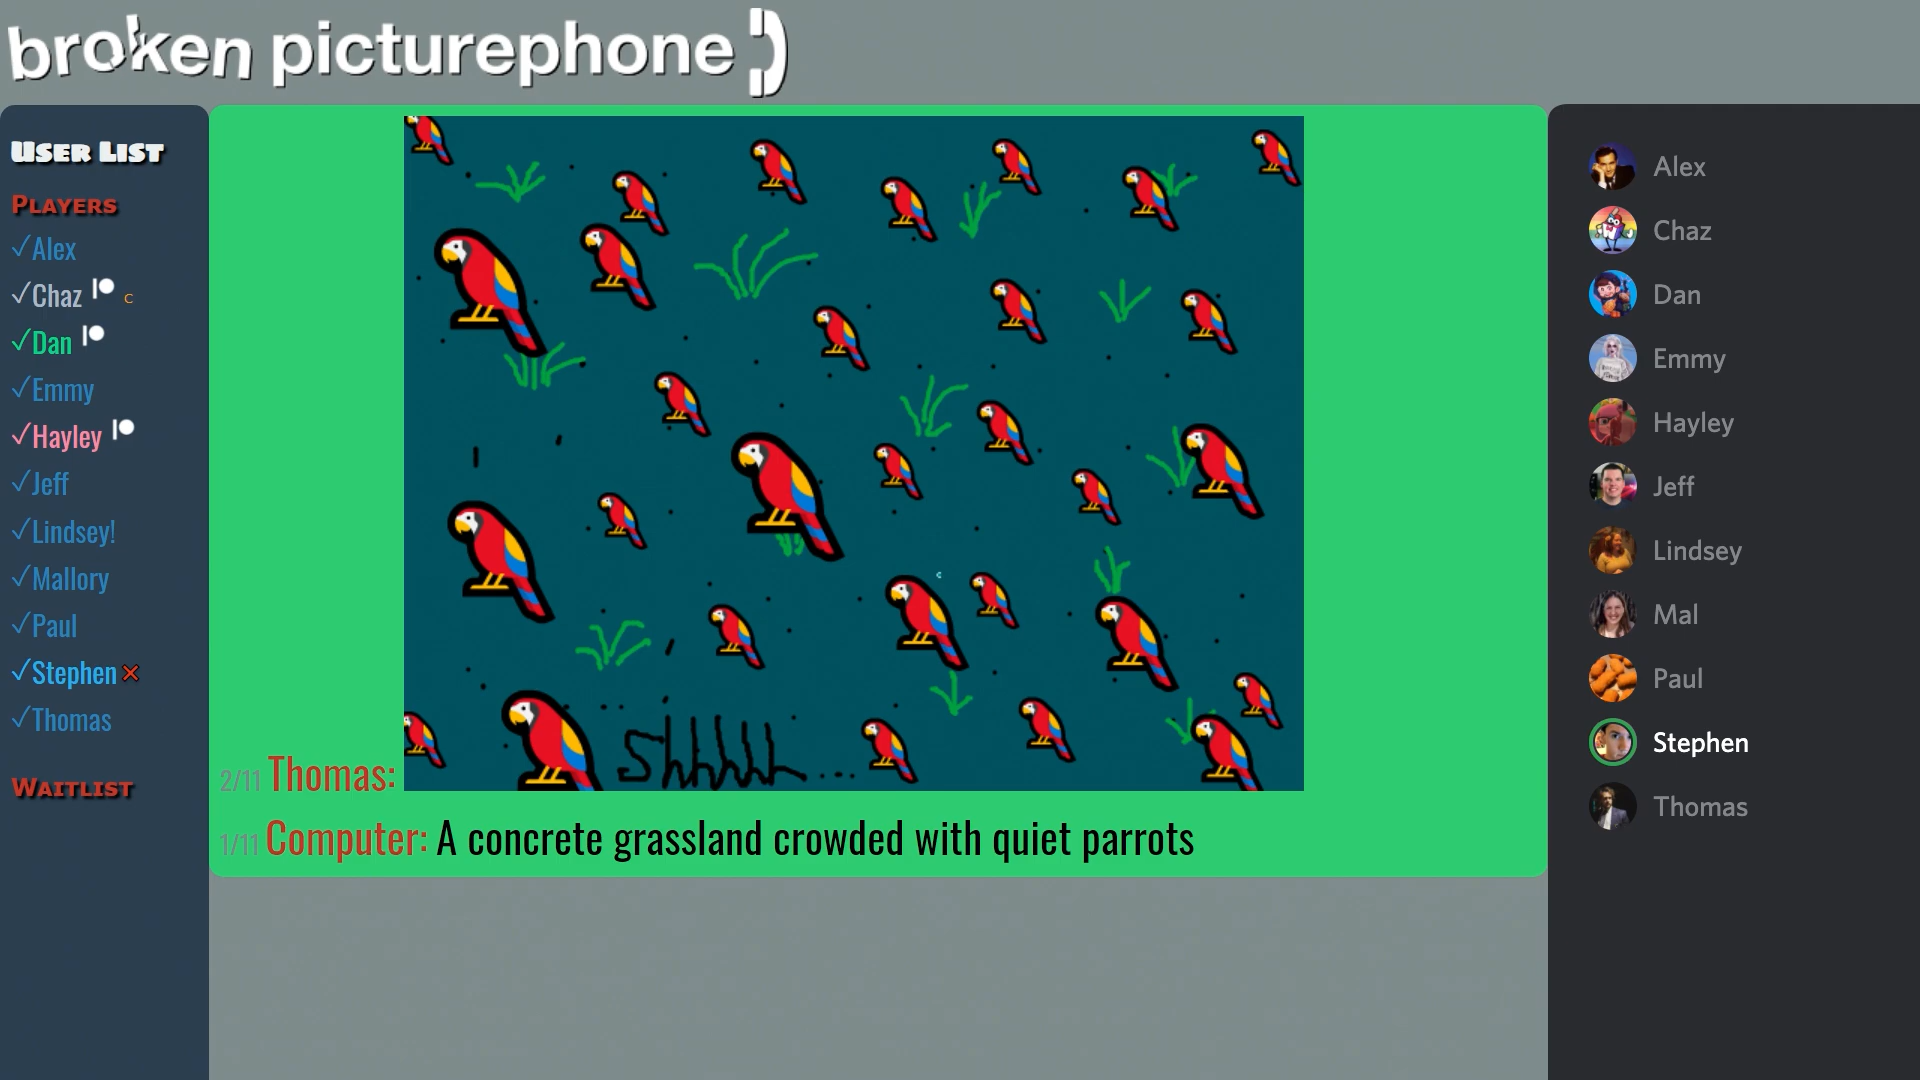 broken picturephone
User List
Players
✓Alex
✓Chaz C
✓Dan
✓Emmy
✓Hayley
✓Jeff
✓Lindsey!
✓Mallory
✓Paul
✓Stephen ✕
✓Thomas
Waitlist
shhhh....
2/11 Thomas:
1/11 Computer: A concrete grassland crowded with quiet parrots
Alex
Chaz
Dan
Emmy
Hayley
Jeff
Lindsey
Mal
Paul
Stephen
Thomas